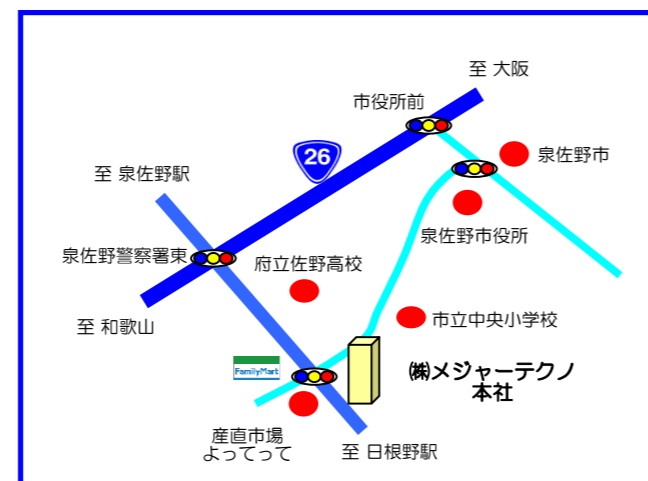 至 大阪
市役所前
26
泉佐野市
至 泉佐野駅
泉佐野市役所
泉佐野警察署東
府立佐野高校
至 和歌山
市立中央小学校
FamilyMart
㈱メジャーテクノ
本社
産直市場
よってって
至 日根野駅